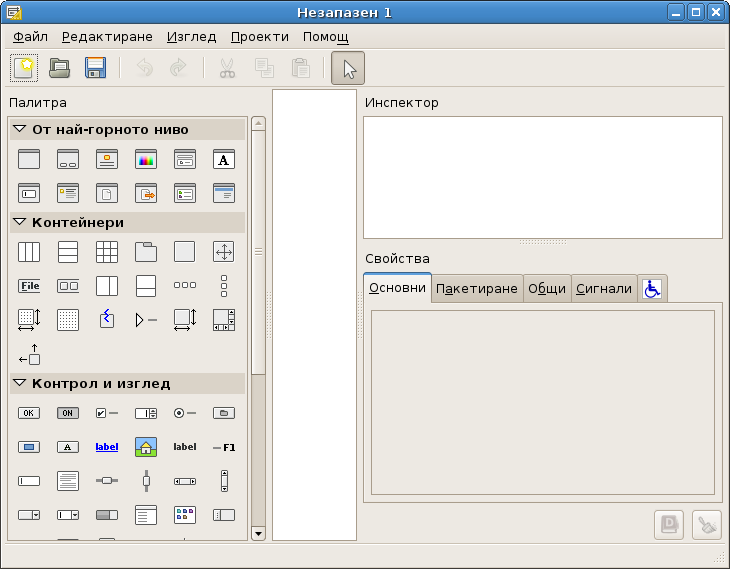 Незапазен 1
Файл Редактиране Изглед Проекти Помощ
Палитра
Инспектор
От най-горното ниво
A
Контейнери
File
Свойства
Основни Пакетиране Общи Сигнали
Контрол и изглед
OK ON
A label label F1
D